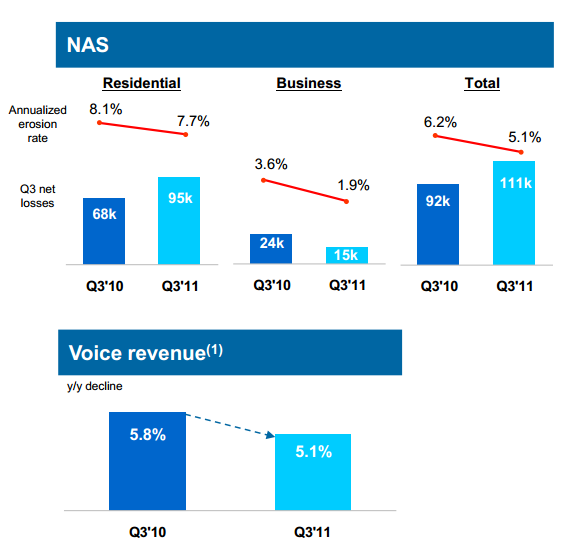 NAS
Residential
Business
Total
Annualized
erosion
rate
8.1%
7.7%
3.6%
1.9%
6.2%
5.1%
Q3 net
losses
68k
95k
24k
15k
92k
111k
Q3'10
Q3'11
Q3'10
Q3'11
Q3'10
Q3'11
Voice revenue(1)
y/y decline
5.8%
5.1%
Q3'10
Q3'11